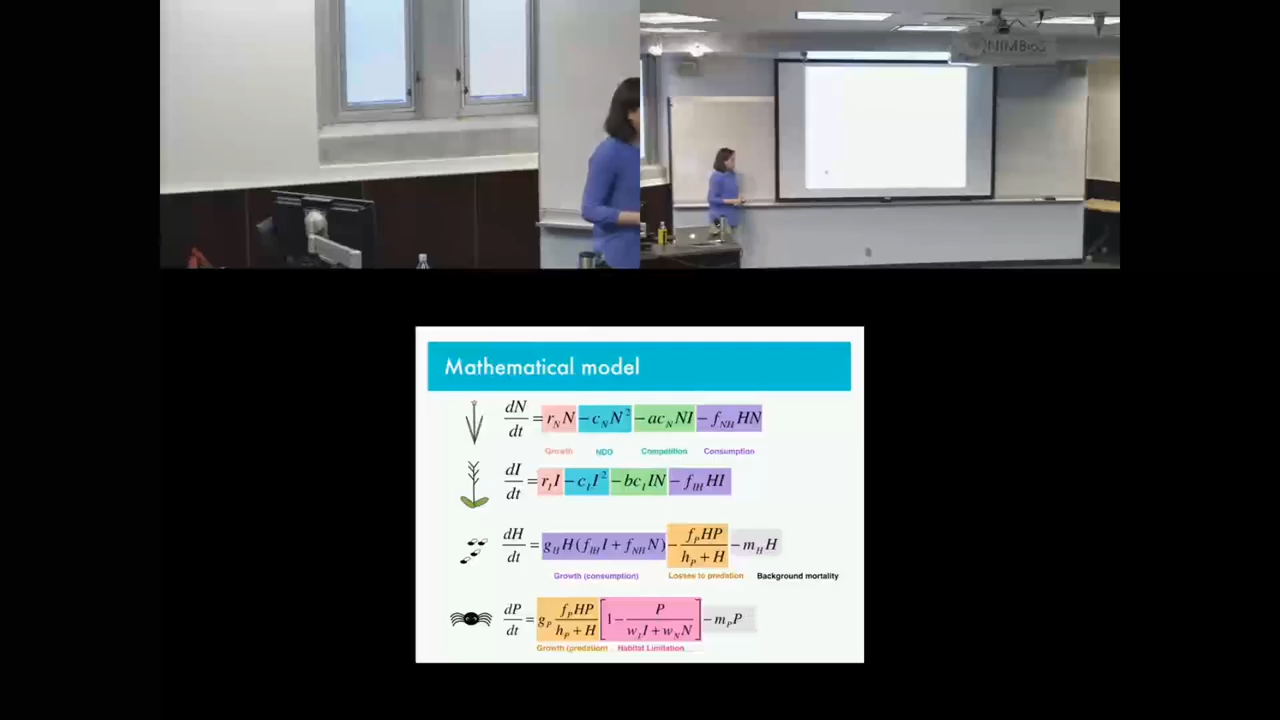 NIMBioS
Mathematical model
dN/dt = r_N N − c_N N² − ac_N NI − f_NH HN
Growth NDD Competition Consumption
dI/dt = r_I I − c_I I² − bc_I IN − f_IH HI
dH/dt = g_H H(f_IH I + f_NH N) − f_P HP/(h_P + H) − m_H H
Growth (consumption) Losses to predation Background mortality
dP/dt = g_P f_P HP/(h_P + H) [1 − P/(w_I I + w_N N)] − m_P P
Growth (predation) Habitat Limitation